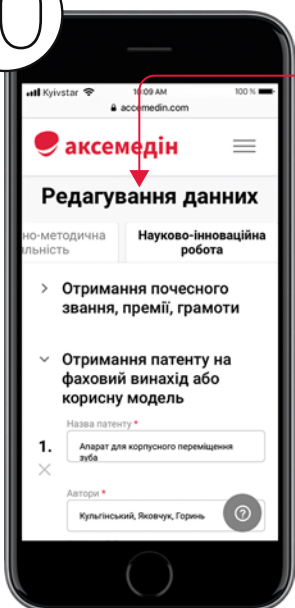 0
Kyivstar 10:09 AM 100 %
accemedin.com
аксемедін
Редагування данних
но-методична
льність
Науково-інноваційна
робота
Отримання почесного
звання, премії, грамоти
Отримання патенту на
фаховий винахід або
корисну модель
Назва патенту *
1.
Апарат для корпусного переміщення
зуба
Автори *
Кульгінський, Яковчук, Горинь
?